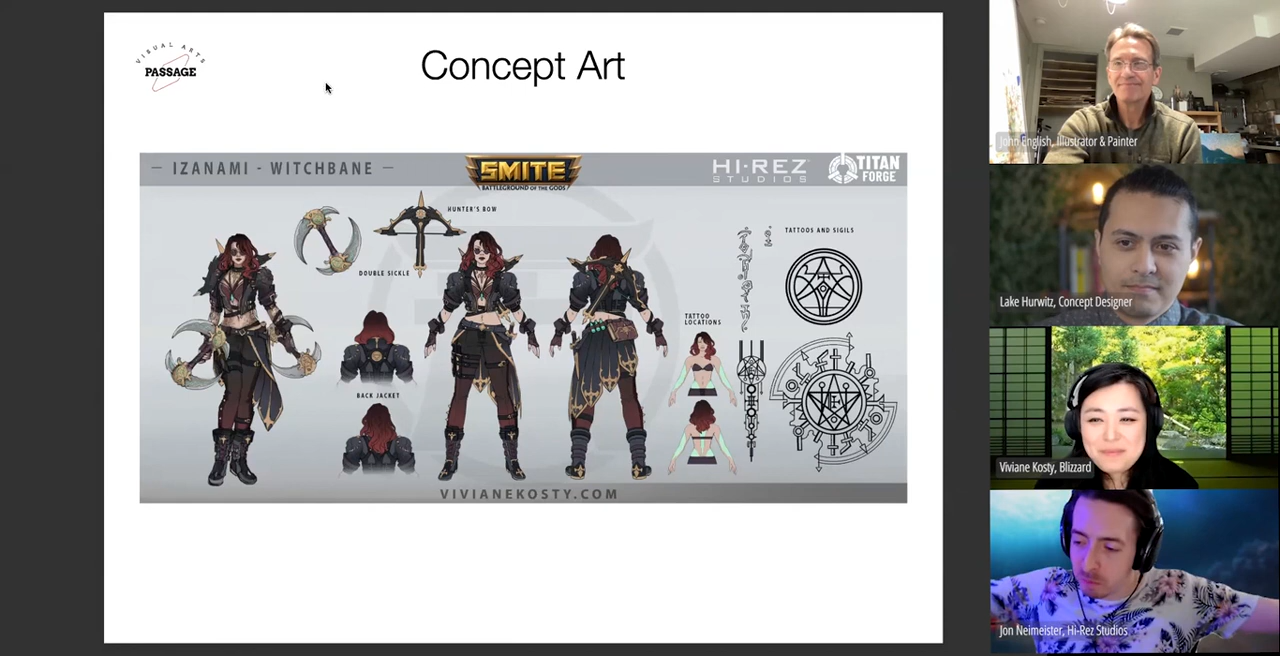 VISUAL ARTS
PASSAGE
Concept Art
— IZANAMI - WITCHBANE —
SMITE
BATTLEGROUND OF THE GODS
HI-REZ
STUDIOS
TITAN
FORGE
HUNTER'S BOW
DOUBLE SICKLE
BACK JACKET
TATTOO
LOCATIONS
TATTOOS AND SIGILS
VIVIANEKOSTY.COM
John English, Illustrator & Painter
Lake Hurwitz, Concept Designer
Viviane Kosty, Blizzard
Jon Neimeister, Hi-Rez Studios